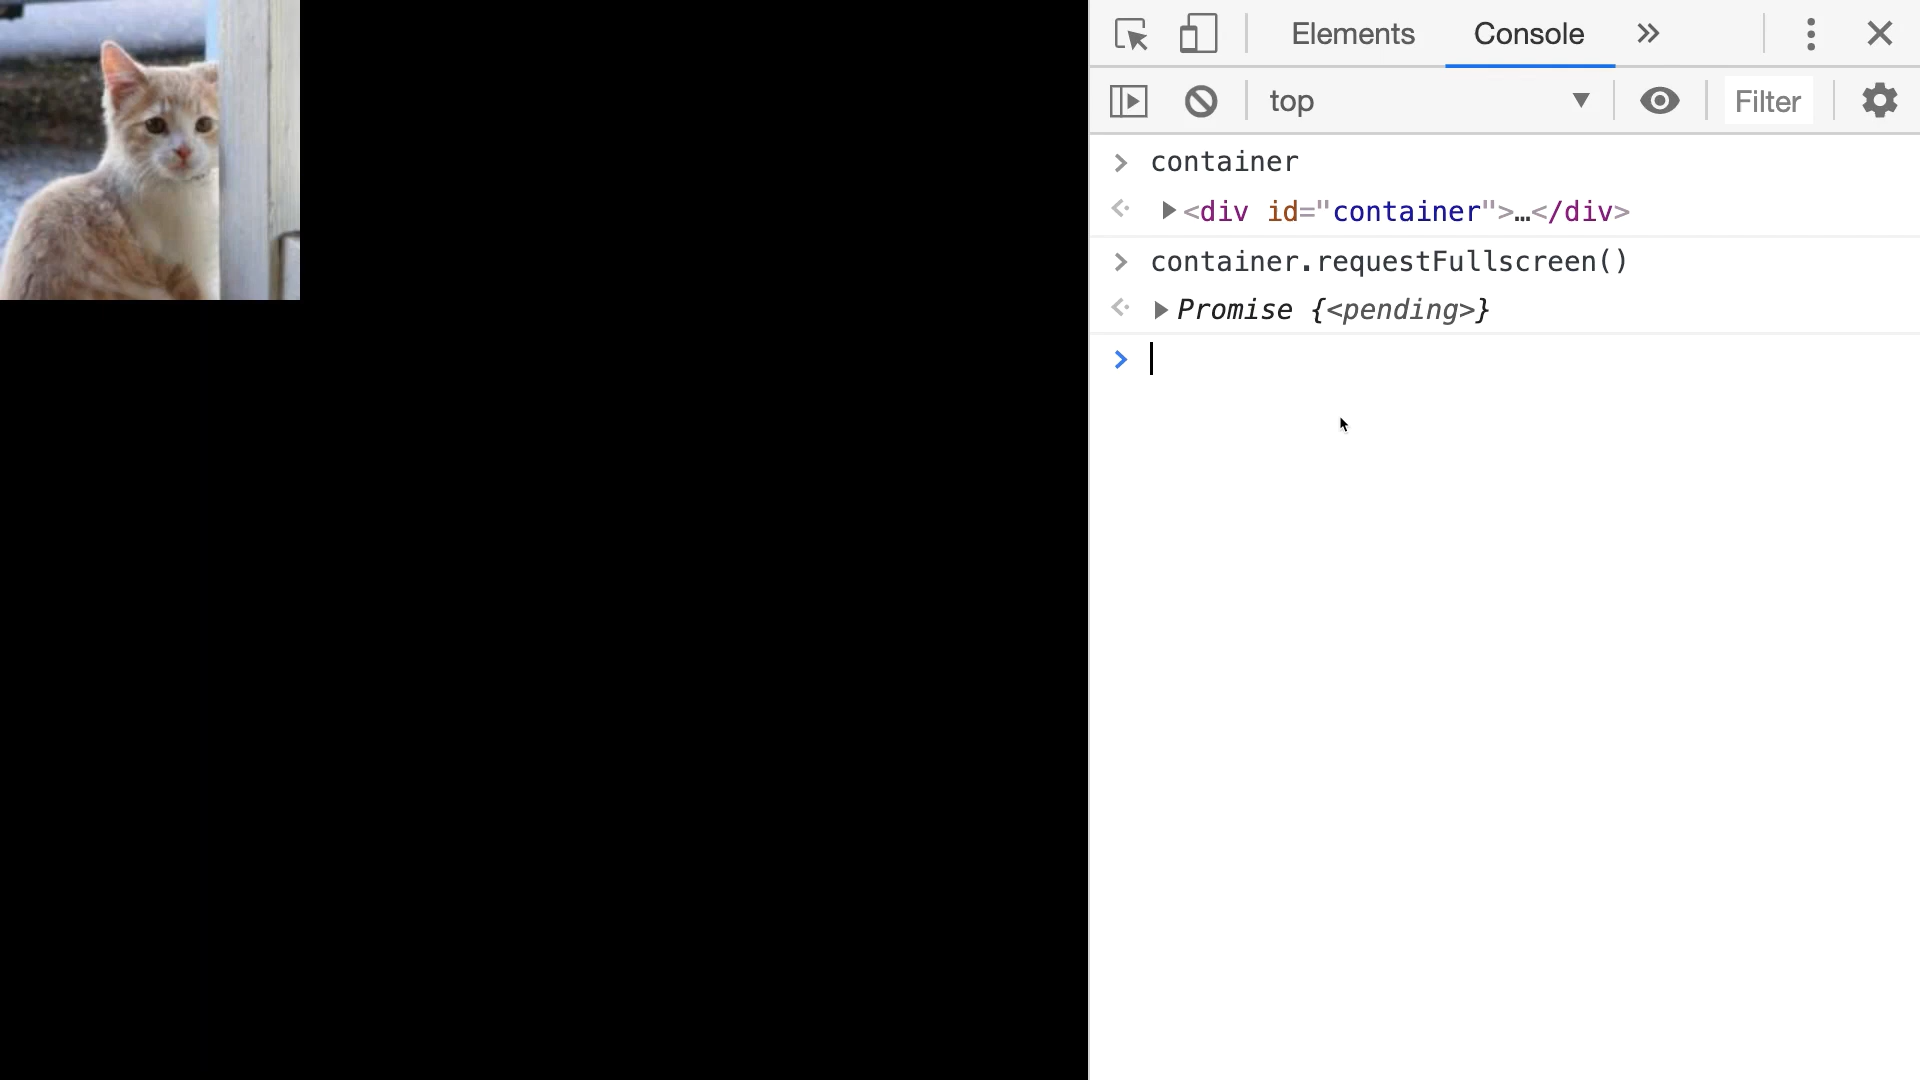 Elements Console
top Filter
container
<div id="container">…</div>
container.requestFullscreen()
Promise {<pending>}